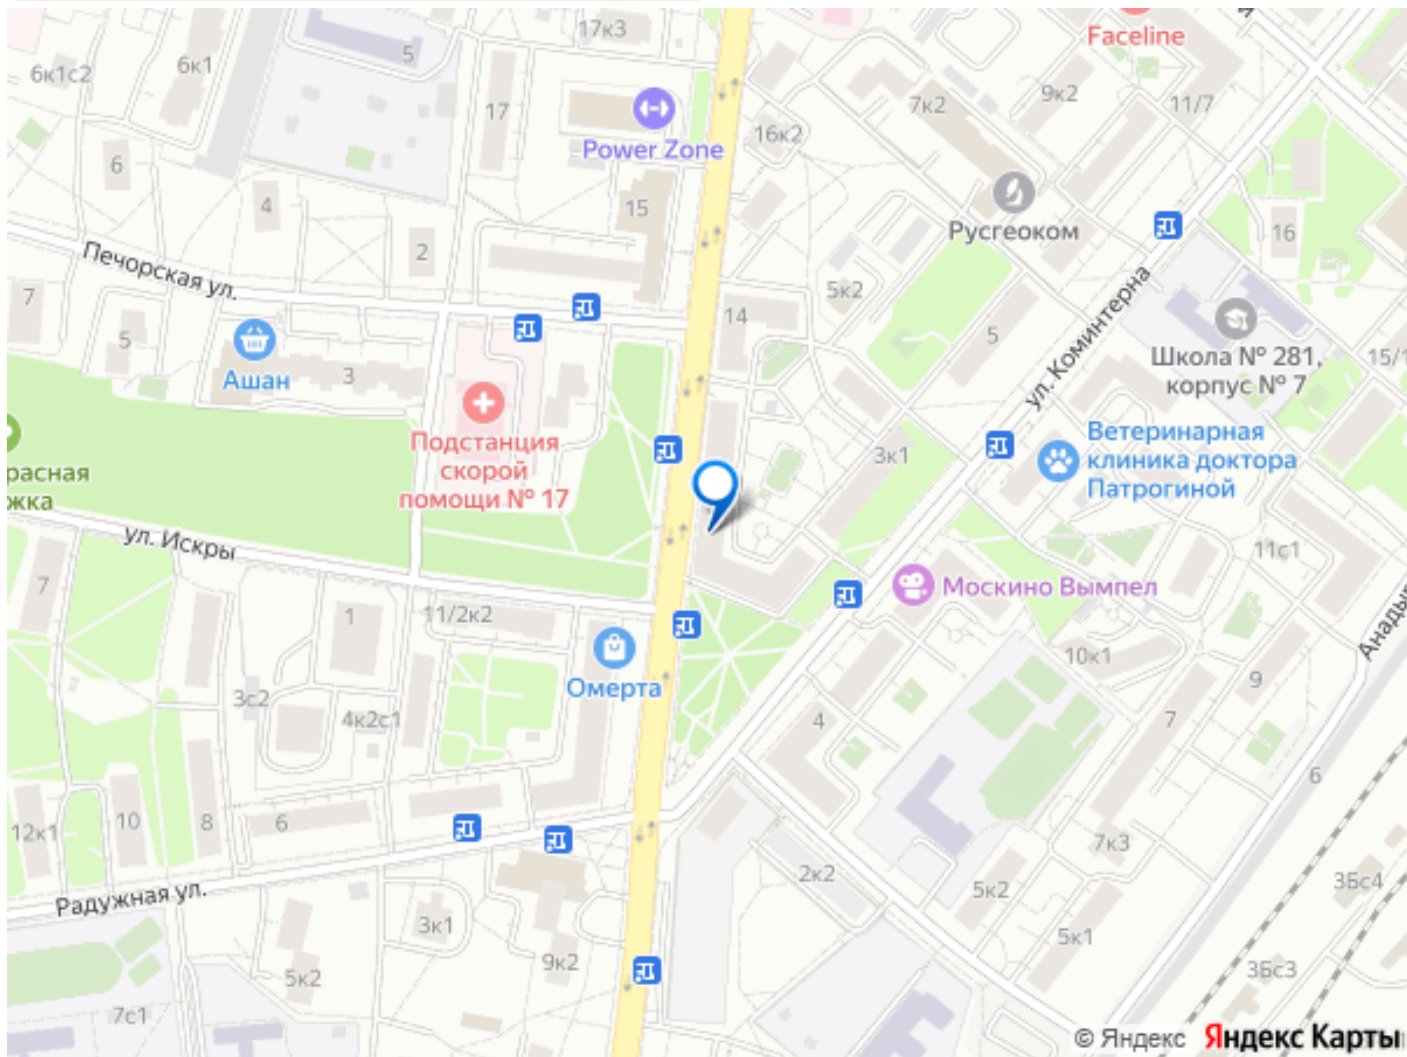 17к3
Faceline
5
6к1с2
6к1
7к2
9к2
11/7
17
16к2
Power Zone
6
4
15
2
16
Русгеоком
Печорская ул.
7
5к2
14
5
5
ул. Коминтерна
Школа № 281,
корпус № 7
15/1
Ашан
3
Подстанция
скорой
помощи № 17
Ветеринарная
клиника доктора
Патрогиной
3к1
расная
жка
ул. Искры
11с1
7
1
11/2к2
Москино Вымпел
Анадыр
10к1
Омерта
3с2
4к2с1
4
9
7
6
12к1
10
8
6
7к3
2к2
5к2
3Бс4
Радужная ул.
3к1
5к1
9к2
5к2
3Бс3
7с1
© Яндекс Яндекс Карты